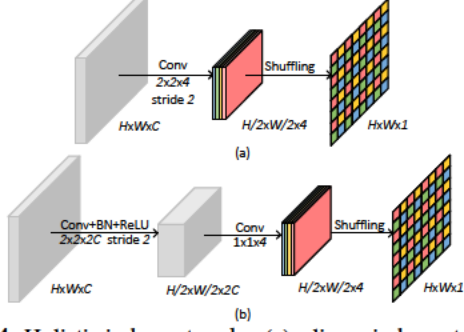 Conv
2x2x4
stride 2
Shuffling
HxWxC
H/2xW/2x4
HxWx1
(a)
Conv+BN+ReLU
2x2x2C stride 2
Conv
1x1x4
Shuffling
HxWxC
H/2xW/2x2C
H/2xW/2x4
HxWx1
(b)